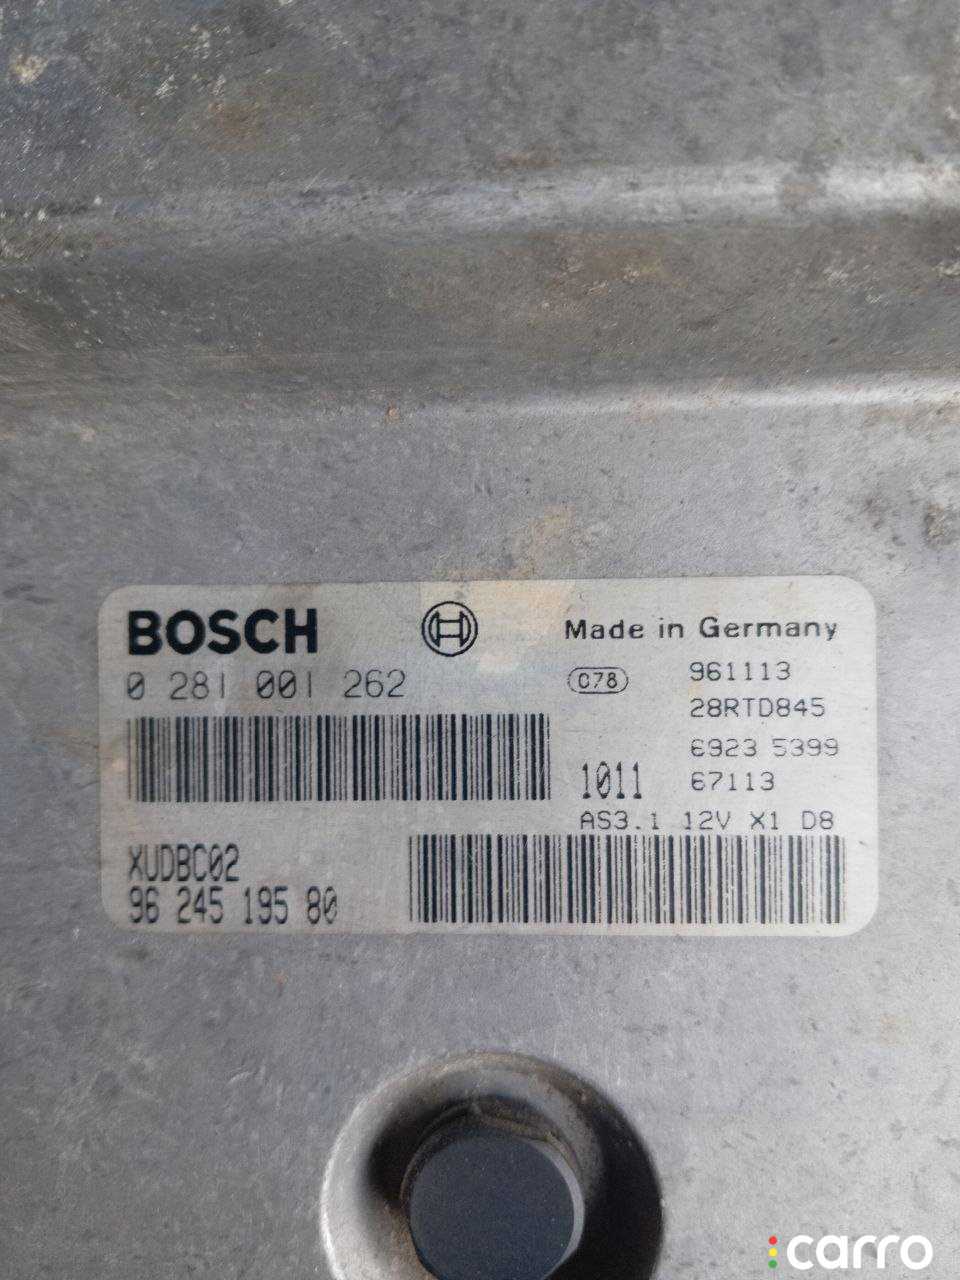 BOSCH
Made in Germany
0 281 001 262
C78
961113
28RTD845
6923 5399
1011
67113
AS3.1 12V X1 D8
XUDBC02
96 245 195 80
carro